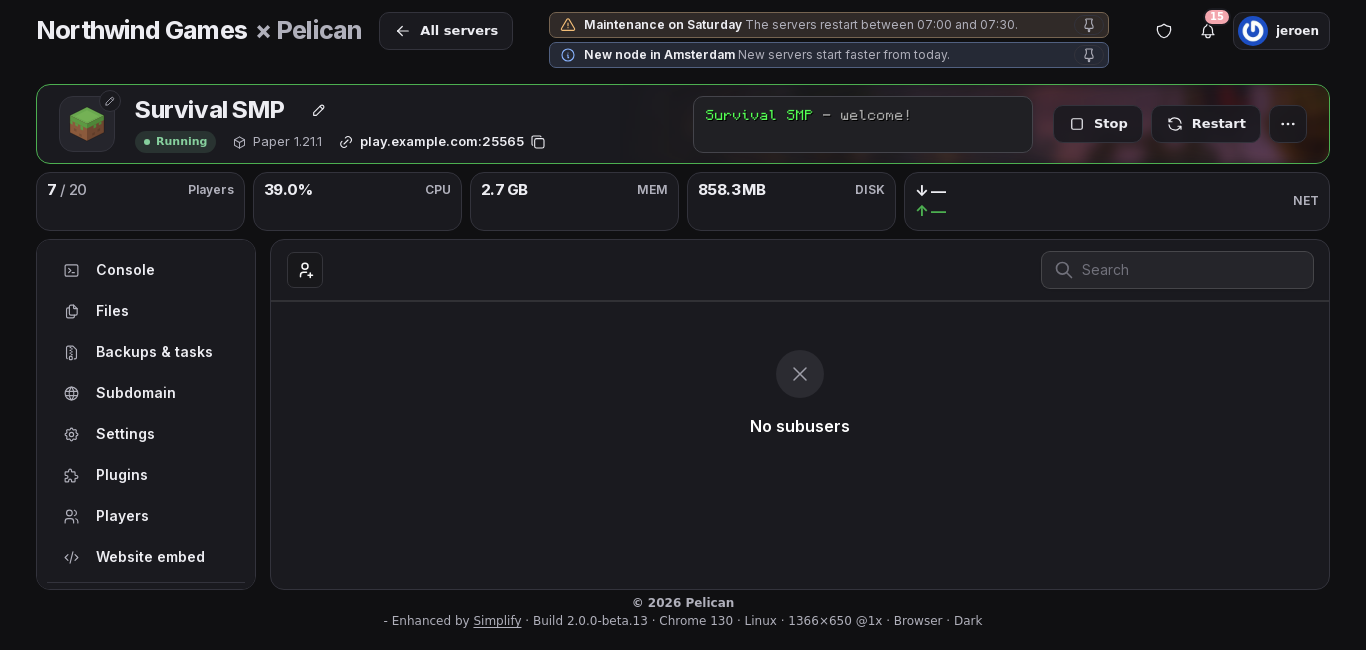 Northwind Games × Pelican
All servers
Maintenance on Saturday The servers restart between 07:00 and 07:30.
New node in Amsterdam New servers start faster from today.
15
jeroen
Survival SMP
Running
Paper 1.21.1
play.example.com:25565
Survival SMP - welcome!
Stop
Restart
7 / 20 Players
39.0% CPU
2.7 GB MEM
858.3 MB DISK
↓ —
↑ —
NET
Console
Files
Backups & tasks
Subdomain
Settings
Plugins
Players
Website embed
Search
No subusers
© 2026 Pelican
- Enhanced by Simplify · Build 2.0.0-beta.13 · Chrome 130 · Linux · 1366×650 @1x · Browser · Dark